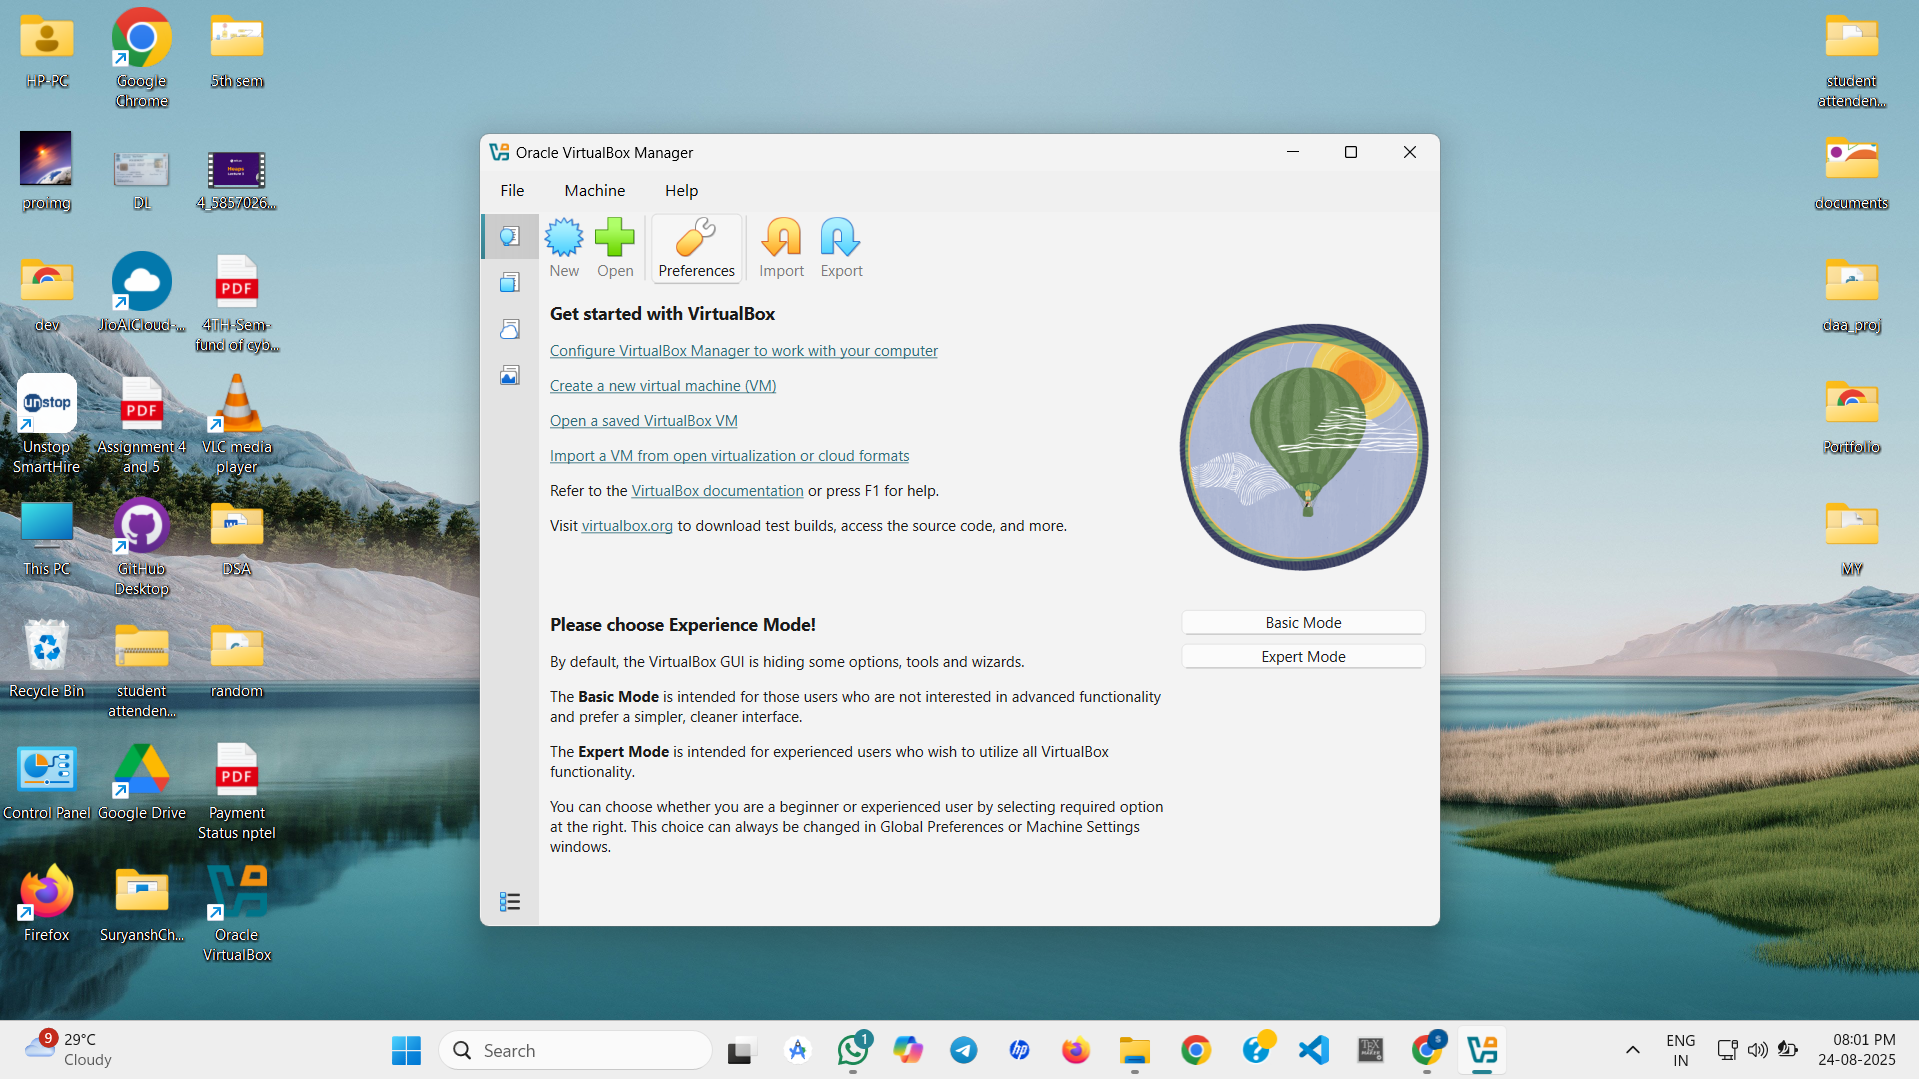 HP-PC
Google
Chrome
5th sem
proimg
DL
4_5857026...
dev
JioAICloud-...
4TH-Sem-
fund of cyb...
PDF
unstop
Unstop
SmartHire
PDF
Assignment 4
and 5
VLC media
player
This PC
GitHub
Desktop
DSA
Recycle Bin
student
attenden...
random
Control Panel
Google Drive
PDF
Payment
Status nptel
Firefox
SuryanshCh...
Oracle
VirtualBox
Oracle VirtualBox Manager
File
Machine
Help
New
Open
Preferences
Import
Export
Get started with VirtualBox
Configure VirtualBox Manager to work with your computer
Create a new virtual machine (VM)
Open a saved VirtualBox VM
Import a VM from open virtualization or cloud formats
Refer to the VirtualBox documentation or press F1 for help.
Visit virtualbox.org to download test builds, access the source code, and more.
Please choose Experience Mode!
By default, the VirtualBox GUI is hiding some options, tools and wizards.
The Basic Mode is intended for those users who are not interested in advanced functionality
and prefer a simpler, cleaner interface.
The Expert Mode is intended for experienced users who wish to utilize all VirtualBox
functionality.
You can choose whether you are a beginner or experienced user by selecting required option
at the right. This choice can always be changed in Global Preferences or Machine Settings
windows.
Basic Mode
Expert Mode
student
attenden...
documents
daa_proj
Portfolio
MY
9
29°C
Cloudy
Search
1
hp
TEX
MAKER
S
ENG
IN
08:01 PM
24-08-2025